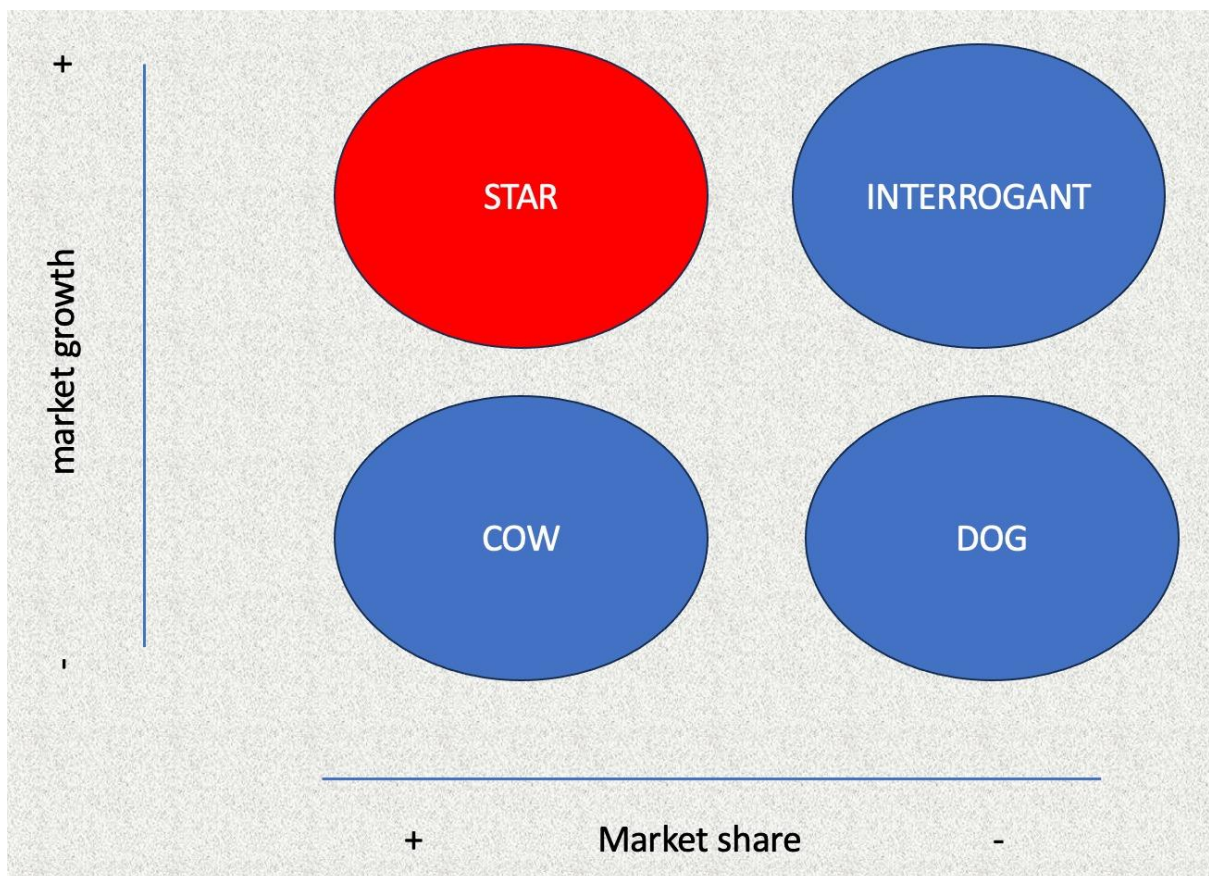 +
STAR
INTERROGANT
market growth
COW
DOG
-
+ Market share -